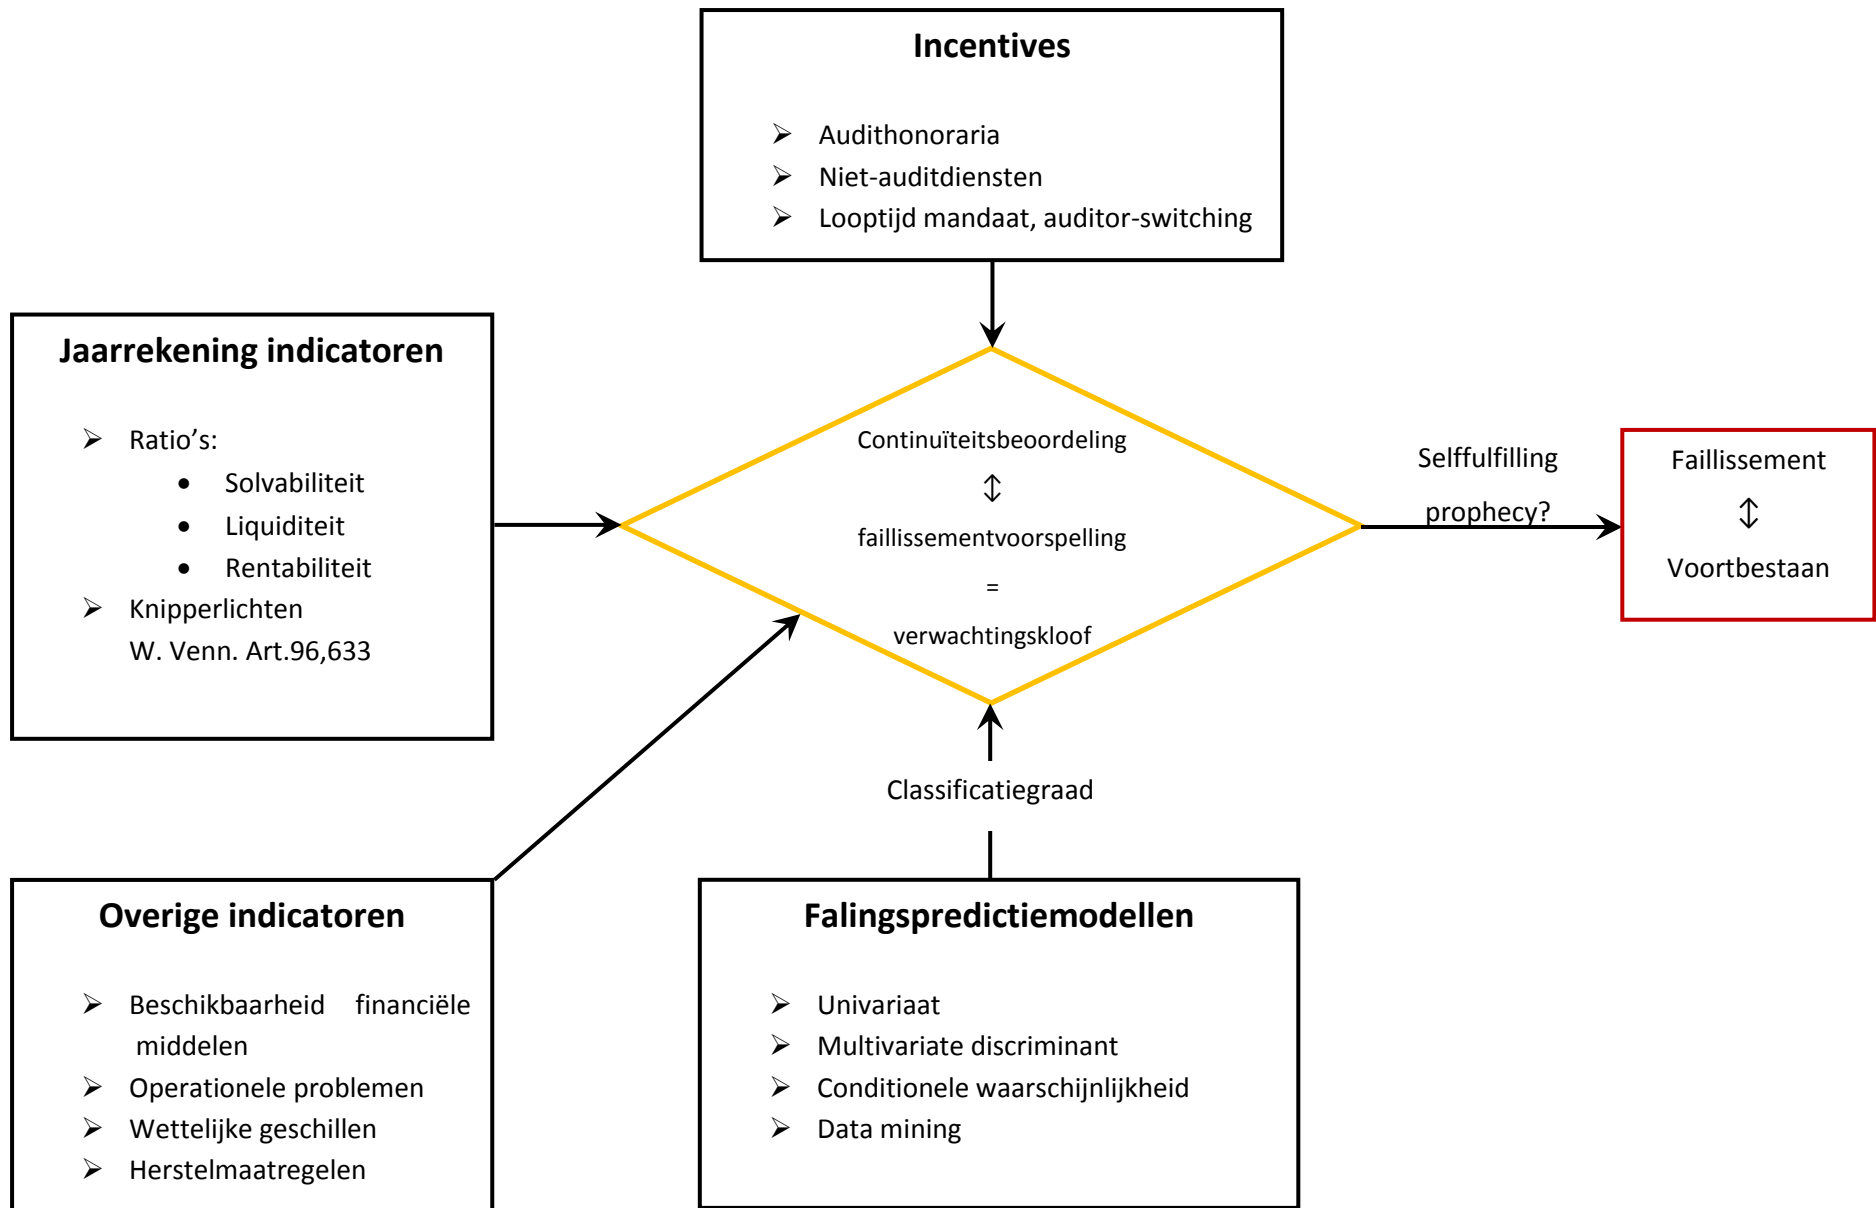 Incentives
➢ Audithonoraria
➢ Niet-auditdiensten
➢ Looptijd mandaat, auditor-switching
Jaarrekening indicatoren
➢ Ratio's:
• Solvabiliteit
• Liquiditeit
• Rentabiliteit
➢ Knipperlichten
W. Venn. Art.96,633
Continuïteitsbeoordeling
↕
faillissementvoorspelling
=
verwachtingskloof
Selffulfilling
prophecy?
Faillissement
↕
Voortbestaan
Classificatiegraad
Overige indicatoren
➢ Beschikbaarheid financiële
middelen
➢ Operationele problemen
➢ Wettelijke geschillen
➢ Herstelmaatregelen
Falingspredictiemodellen
➢ Univariaat
➢ Multivariate discriminant
➢ Conditionele waarschijnlijkheid
➢ Data mining